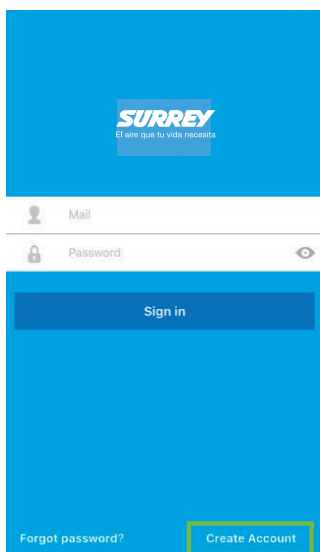 SURREY
El aire que tu vida necesita
Mail
Password
Sign in
Forgot password?
Create Account